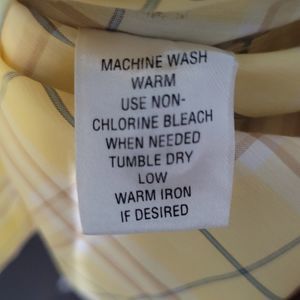 MACHINE WASH
WARM
USE NON-
CHLORINE BLEACH
WHEN NEEDED
TUMBLE DRY
LOW
WARM IRON
IF DESIRED